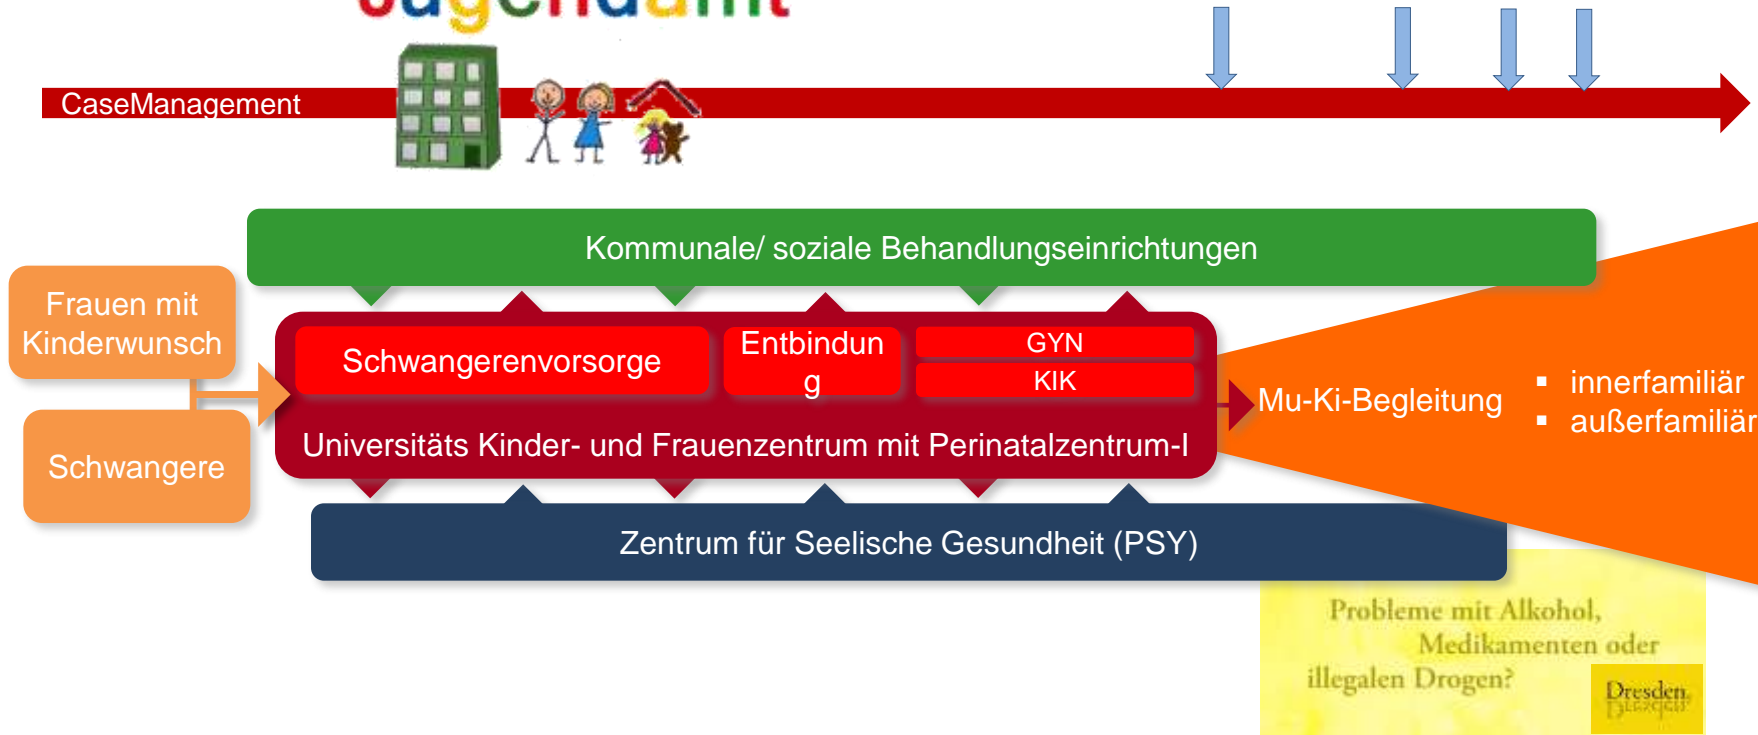 Jugendamt
CaseManagement
Kommunale/ soziale Behandlungseinrichtungen
Frauen mit
Kinderwunsch
Schwangere
Schwangerenvorsorge
Entbindun
g
GYN
KIK
Universitäts Kinder- und Frauenzentrum mit Perinatalzentrum-I
Mu-Ki-Begleitung
▪ innerfamiliär
▪ außerfamiliär
Zentrum für Seelische Gesundheit (PSY)
Probleme mit Alkohol,
Medikamenten oder
illegalen Drogen?
Dresden.